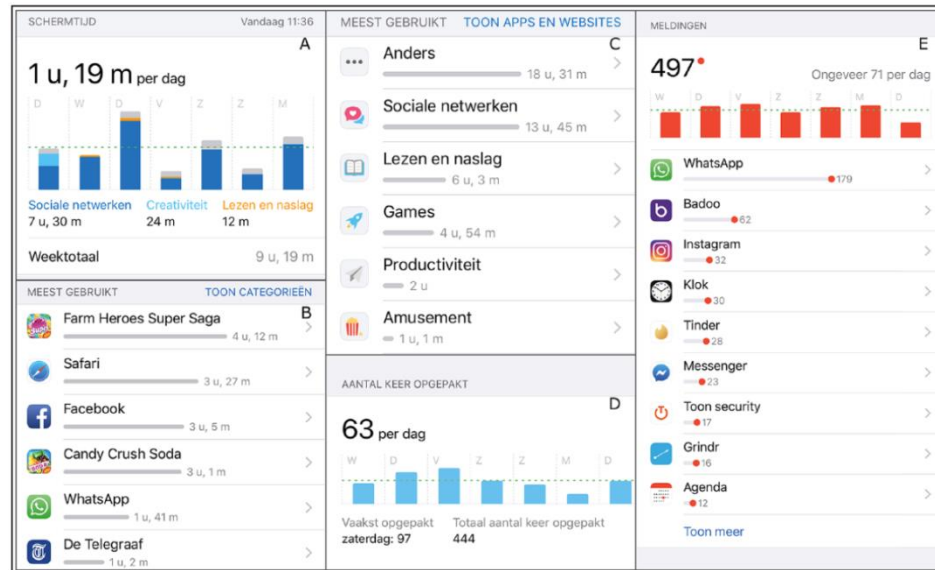 SCHERMTIJD Vandaag 11:36
A
1 u, 19 m per dag
D W D V Z Z M
Sociale netwerken Creativiteit Lezen en naslag
7 u, 30 m 24 m 12 m
Weektotaal 9 u, 19 m
MEEST GEBRUIKT TOON CATEGORIEËN
B
Farm Heroes Super Saga
4 u, 12 m
Safari
3 u, 27 m
Facebook
3 u, 5 m
Candy Crush Soda
3 u, 1 m
WhatsApp
1 u, 41 m
De Telegraaf
1 u, 2 m
MEEST GEBRUIKT TOON APPS EN WEBSITES
C
Anders
18 u, 31 m
Sociale netwerken
13 u, 45 m
Lezen en naslag
6 u, 3 m
Games
4 u, 54 m
Productiviteit
2 u
Amusement
1 u, 1 m
AANTAL KEER OPGEPAKT
D
63 per dag
W D V Z Z M D
Vaakst opgepakt Totaal aantal keer opgepakt
zaterdag: 97 444
MELDINGEN
E
497 Ongeveer 71 per dag
W D V Z Z M D
WhatsApp
179
Badoo
62
Instagram
32
Klok
30
Tinder
28
Messenger
23
Toon security
17
Grindr
16
Agenda
12
Toon meer